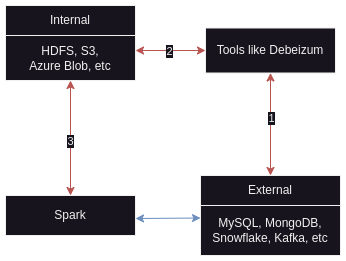 Internal
HDFS, S3,
Azure Blob, etc
2
Tools like Debeizum
3
1
Spark
External
MySQL, MongoDB,
Snowflake, Kafka, etc